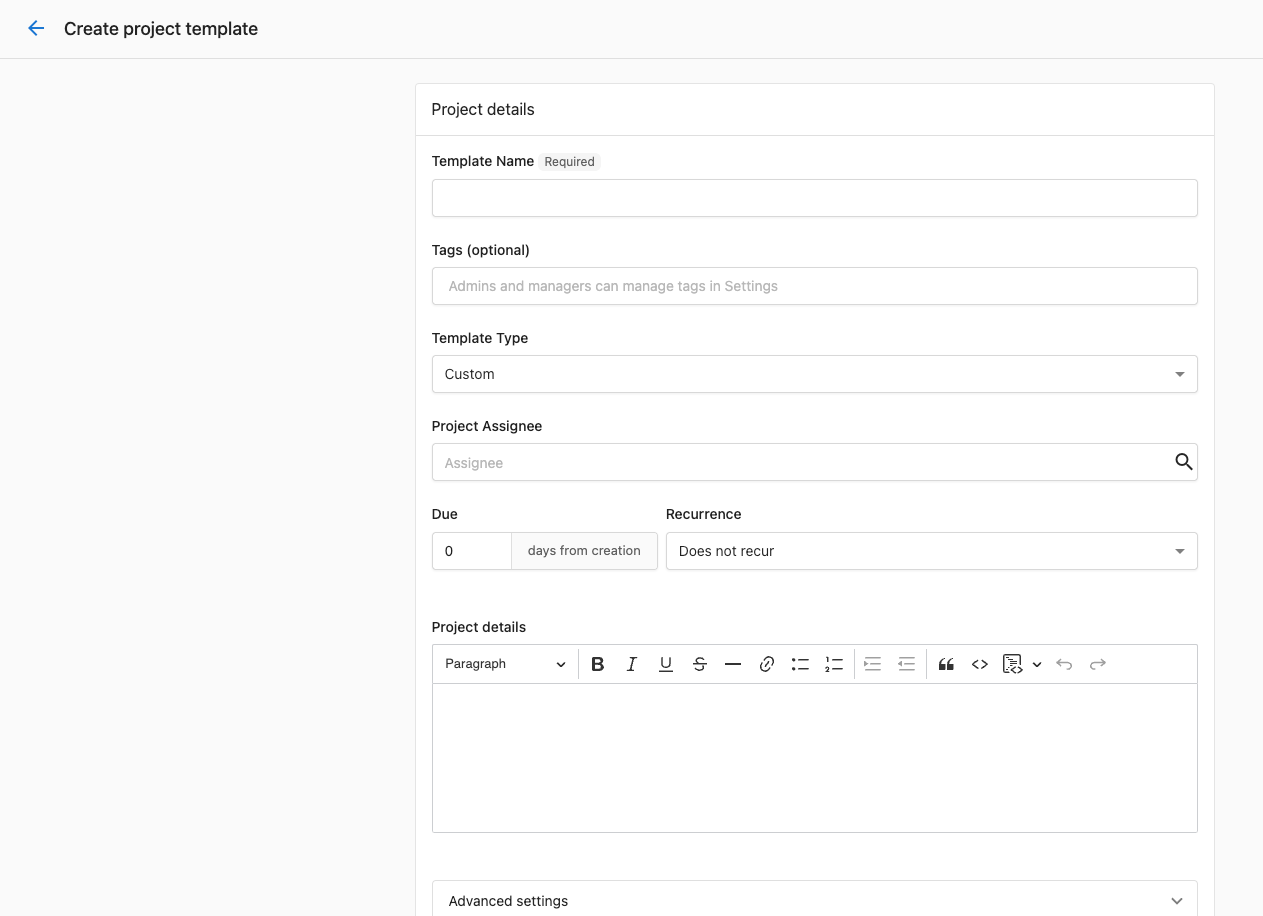 Create project template
Project details
Template Name Required
Tags (optional)
Admins and managers can manage tags in Settings
Template Type
Custom
Project Assignee
Assignee
Due Recurrence
0 days from creation Does not recur
Project details
Paragraph B I U S
Advanced settings